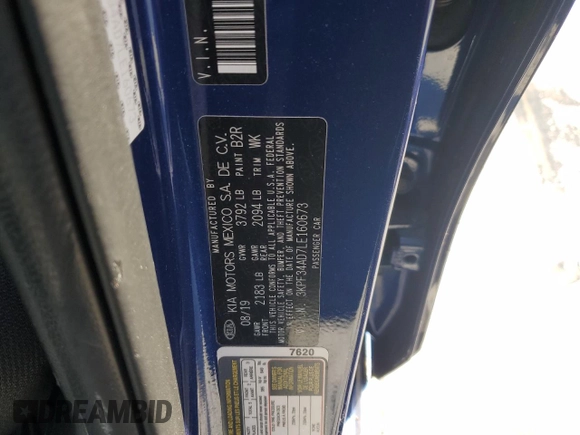 V.I.N.
MANUFACTURED BY
KIA KIA MOTORS MEXICO S.A. DE C.V.
08/19 GVWR 3792 LB PAINT B2R
GAWR FRONT 2183 LB GAWR REAR 2094 LB TRIM WK
THIS VEHICLE CONFORMS TO ALL APPLICABLE U.S.A. FEDERAL
MOTOR VEHICLE SAFETY, BUMPER, AND THEFT PREVENTION STANDARDS
IN EFFECT ON THE DATE OF MANUFACTURE SHOWN ABOVE.
V.I.N. 3KPF34AD7LE160673
PASSENGER CAR
7620
DREAMBID